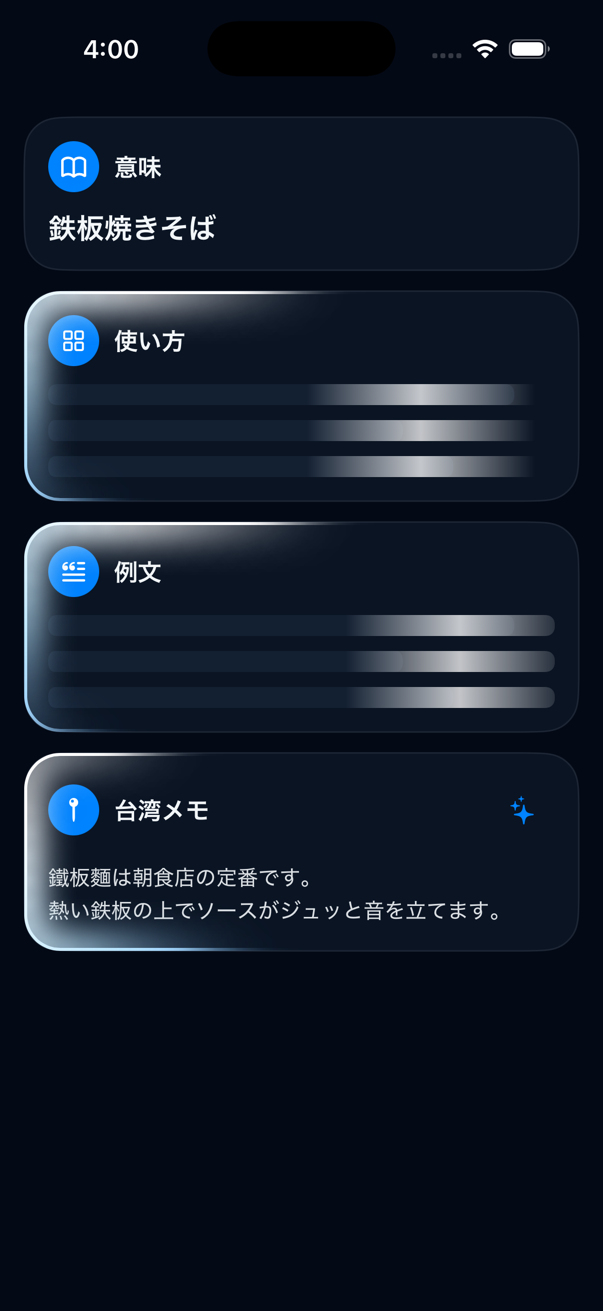 4:00
意味
鉄板焼きそば
使い方
例文
台湾メモ
鐵板麵は朝食店の定番です。
熱い鉄板の上でソースがジュッと音を立てます。